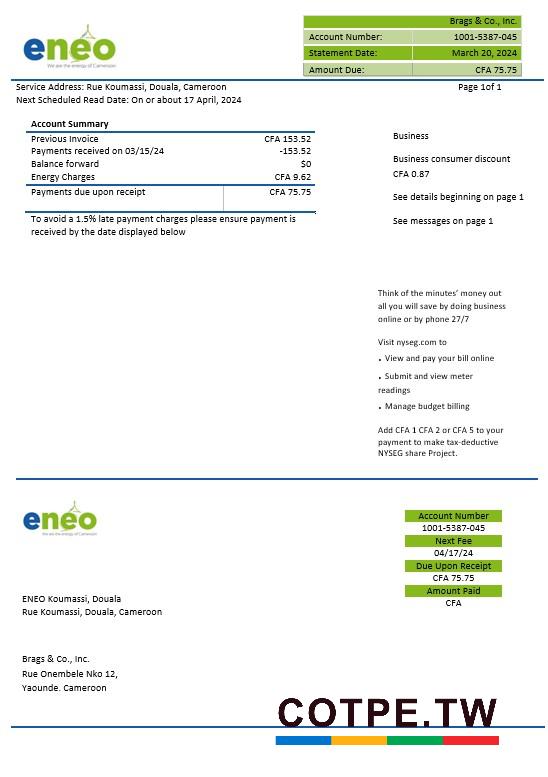 eneo
We are the energy of Cameroon
Brags & Co., Inc.
Account Number: 1001-5387-045
Statement Date: March 20, 2024
Amount Due: CFA 75.75
Service Address: Rue Koumassi, Douala, Cameroon
Page 1of 1
Next Scheduled Read Date: On or about 17 April, 2024
Account Summary
Previous Invoice CFA 153.52
Payments received on 03/15/24 -153.52
Balance forward $0
Energy Charges CFA 9.62
Payments due upon receipt CFA 75.75
To avoid a 1.5% late payment charges please ensure payment is
received by the date displayed below
Business
Business consumer discount
CFA 0.87
See details beginning on page 1
See messages on page 1
Think of the minutes’ money out
all you will save by doing business
online or by phone 27/7
Visit nyseg.com to
. View and pay your bill online
. Submit and view meter
readings
. Manage budget billing
Add CFA 1 CFA 2 or CFA 5 to your
payment to make tax-deductive
NYSEG share Project.
eneo
We are the energy of Cameroon
Account Number
1001-5387-045
Next Fee
04/17/24
Due Upon Receipt
CFA 75.75
Amount Paid
CFA
ENEO Koumassi, Douala
Rue Koumassi, Douala, Cameroon
Brags & Co., Inc.
Rue Onembele Nko 12,
Yaounde. Cameroon
COTPE.TW